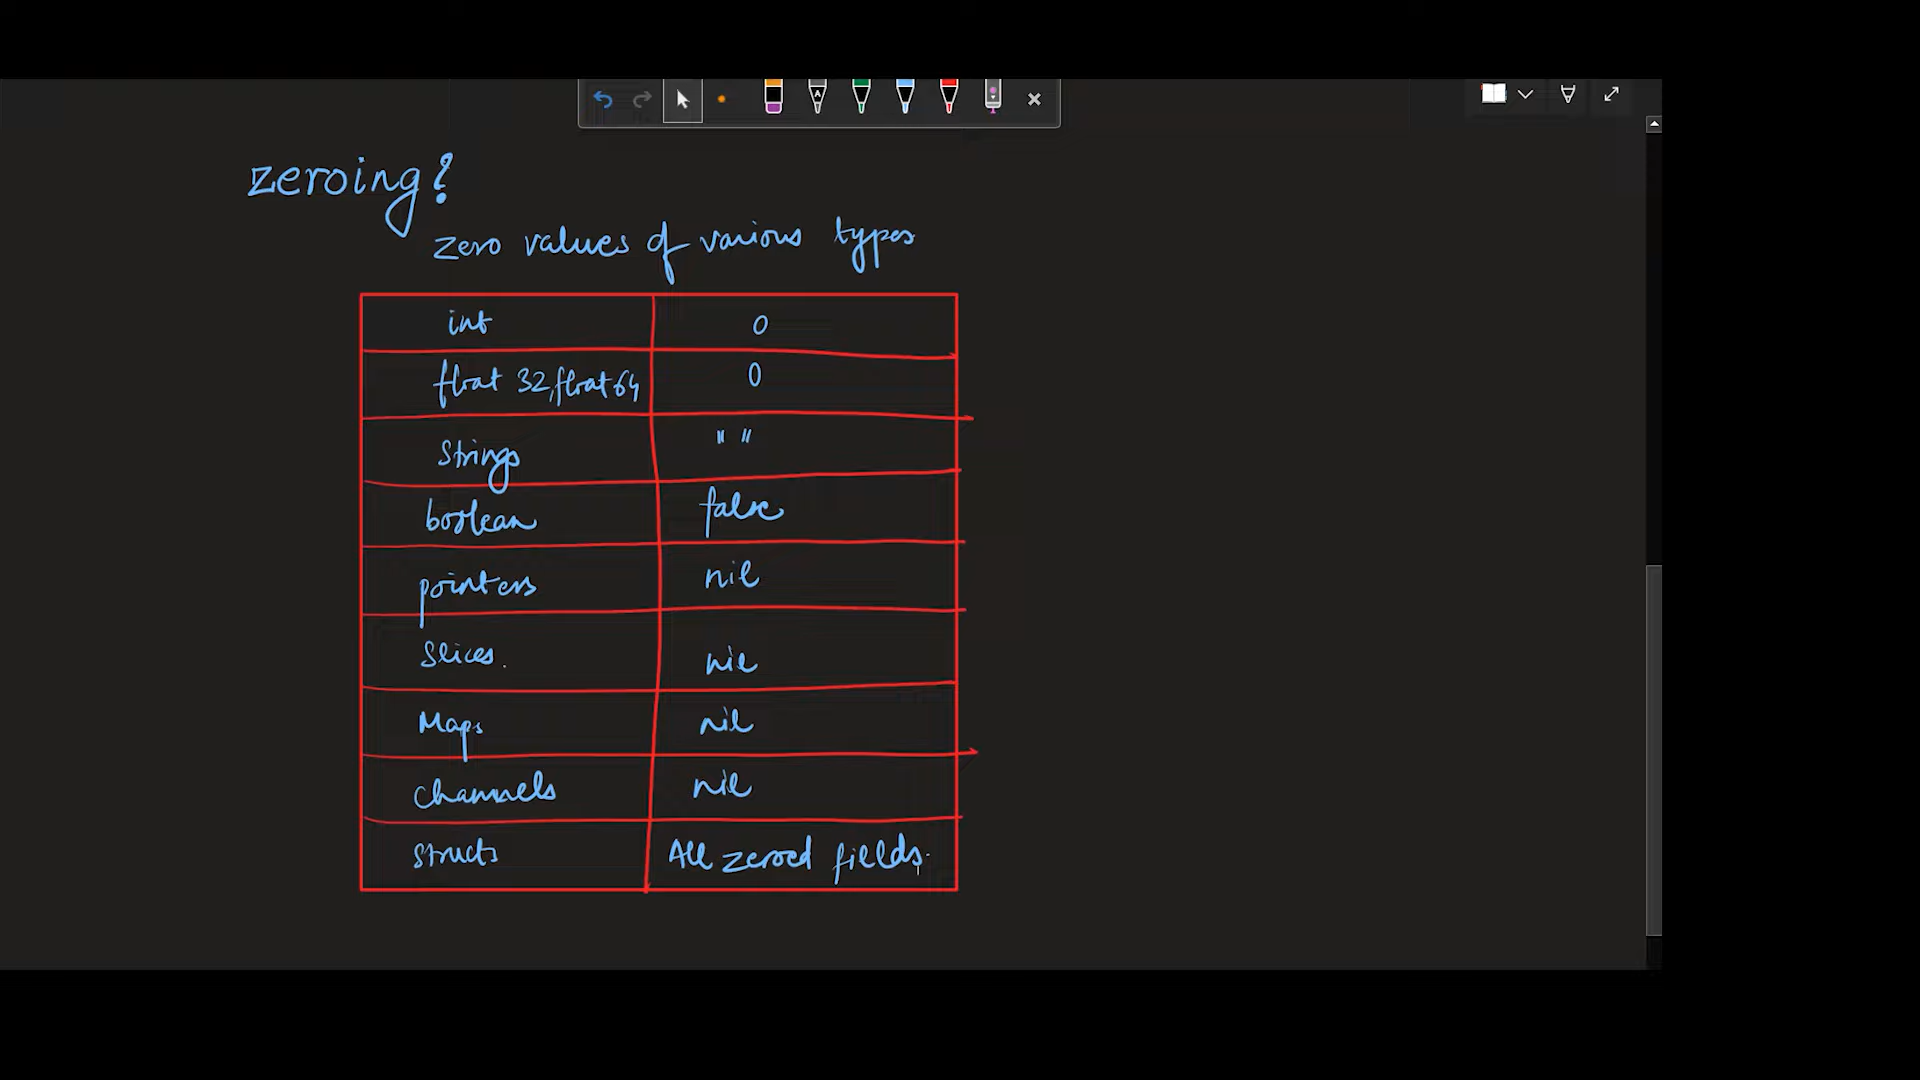 zeroing?
zero values of various types
int 0
float 32, float 64 0
Strings " "
boolean false
pointers nil
Slices. nil
Maps nil
channels nil
structs All zeroed fields.